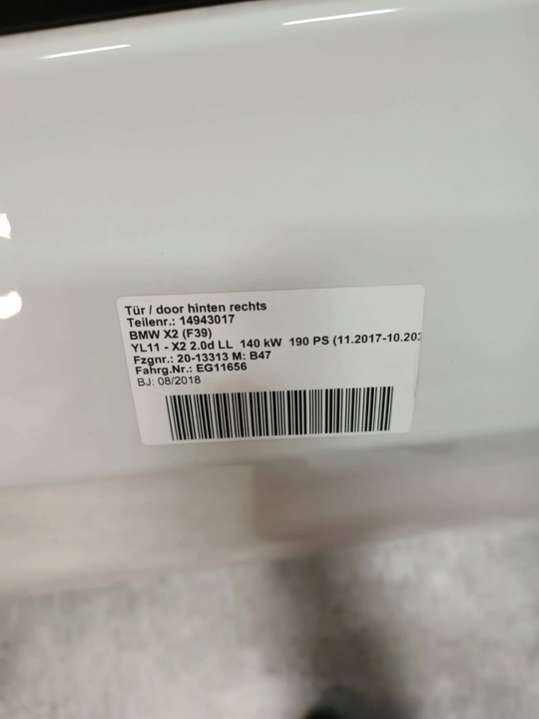 Tür / door hinten rechts
Teilenr.: 14943017
BMW X2 (F39)
YL11 - X2 2.0d LL 140 kW 190 PS (11.2017-10.202
Fzgnr.: 20-13313 M: B47
Fahrg.Nr.: EG11656
BJ: 08/2018